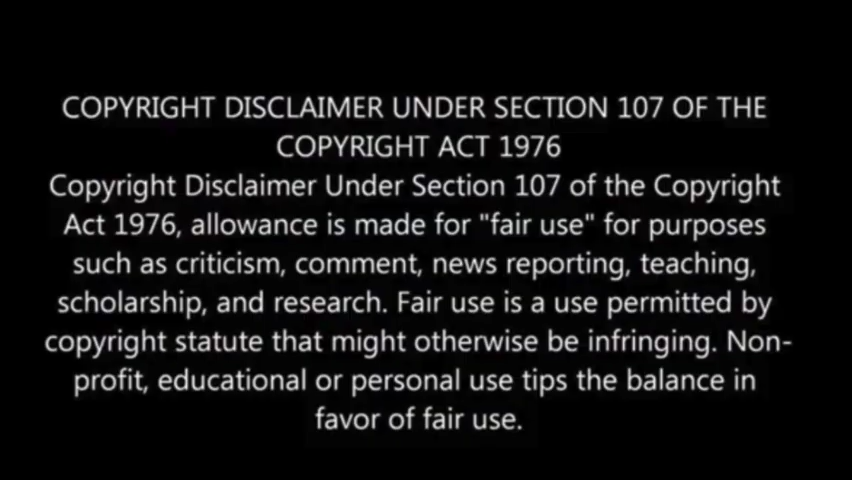 COPYRIGHT DISCLAIMER UNDER SECTION 107 OF THE
COPYRIGHT ACT 1976
Copyright Disclaimer Under Section 107 of the Copyright
Act 1976, allowance is made for "fair use" for purposes
such as criticism, comment, news reporting, teaching,
scholarship, and research. Fair use is a use permitted by
copyright statute that might otherwise be infringing. Non-
profit, educational or personal use tips the balance in
favor of fair use.